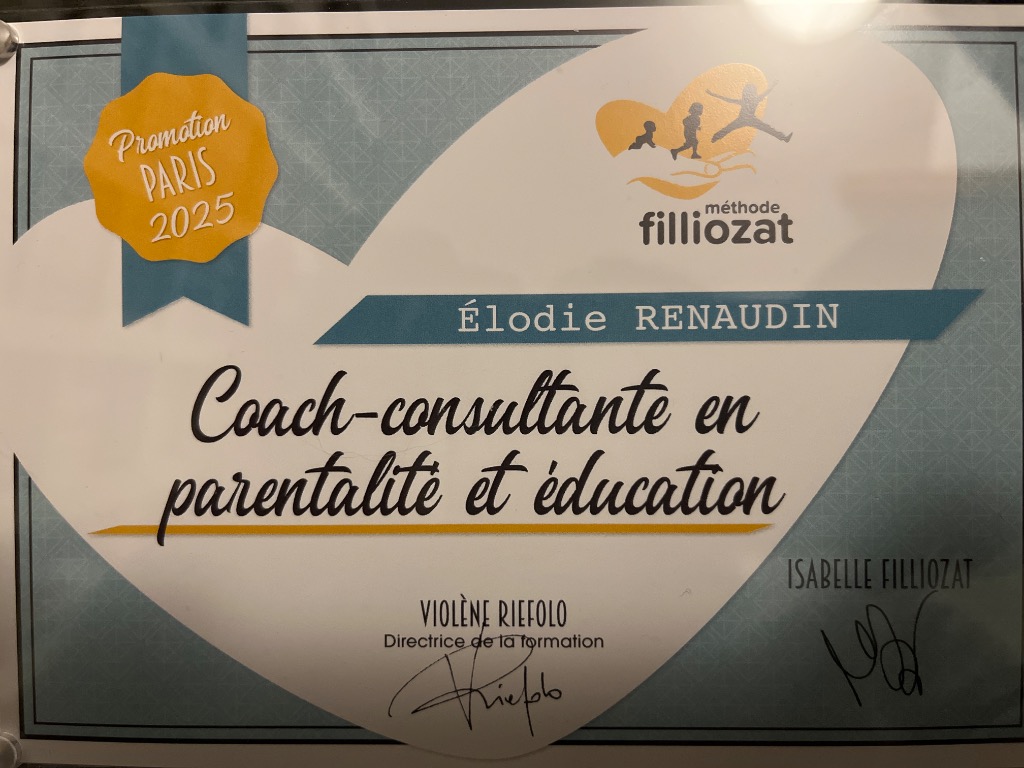 Promotion
PARIS
2025
méthode
filliozat
Élodie RENAUDIN
Coach-consultante en
parentalité et éducation
ISABELLE FILLIOZAT
VIOLÈNE RIEFOLO
Directrice de la formation
Riefolo